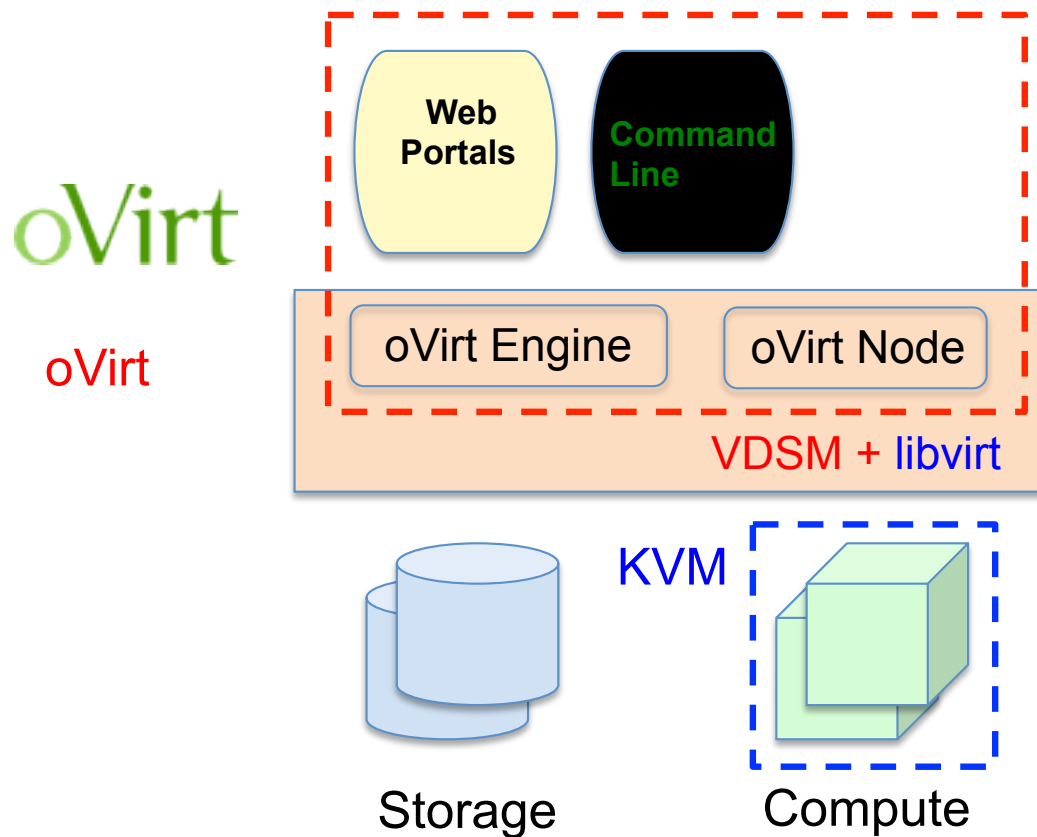 Web
Portals
Command
Line
oVirt
oVirt Engine
oVirt Node
oVirt
VDSM + libvirt
KVM
Storage
Compute